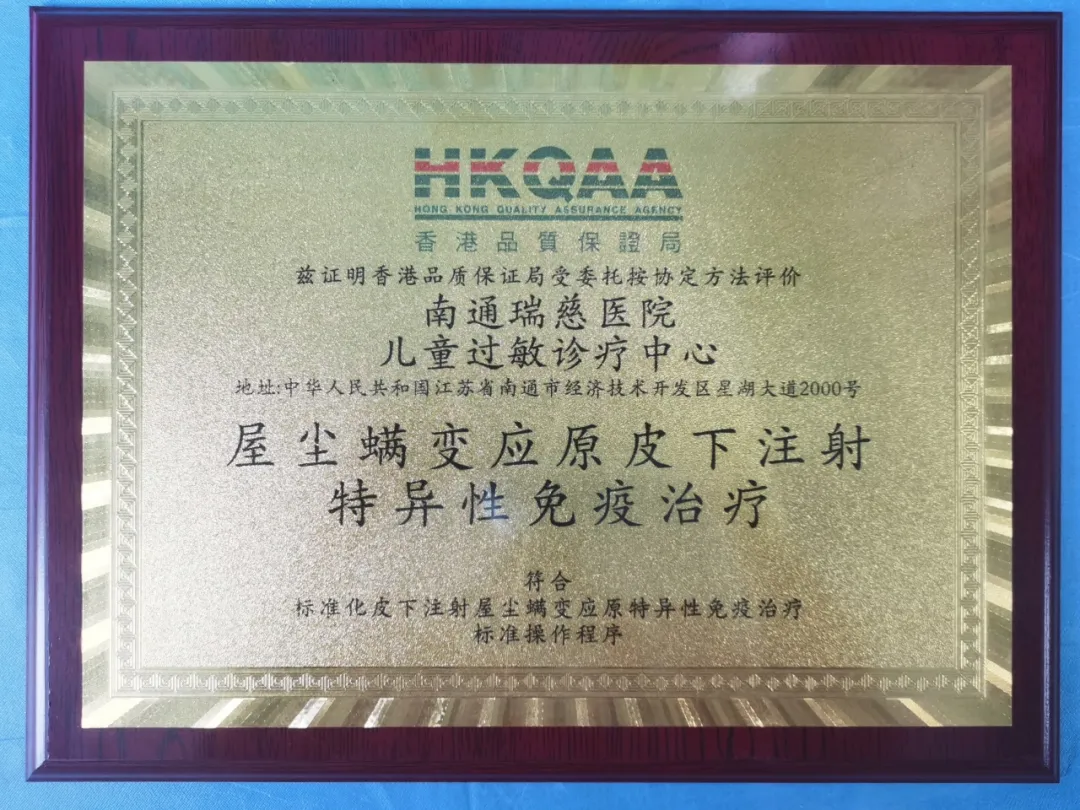 HKQAA
HONG KONG QUALITY ASSURANCE AGENCY
香港品質保證局
兹证明香港品质保证局受委托按协定方法评价
南通瑞慈医院
儿童过敏诊疗中心
地址:中华人民共和国江苏省南通市经济技术开发区星湖大道2000号
屋尘螨变应原皮下注射
特异性免疫治疗
符合
标准化皮下注射屋尘螨变应原特异性免疫治疗
标准操作程序